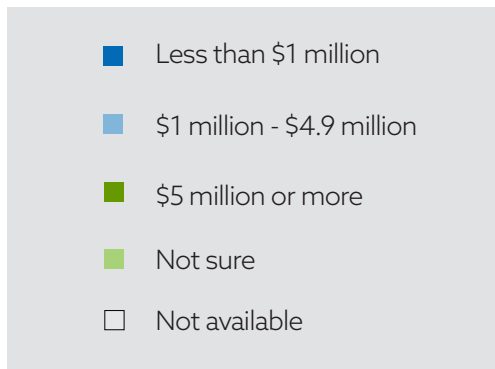 Less than $1 million
$1 million - $4.9 million
$5 million or more
Not sure
Not available